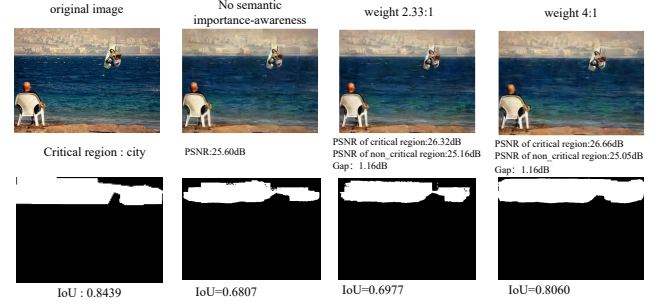 original image
No semantic
importance-awareness
weight 2.33:1
weight 4:1
Critical region : city
PSNR:25.60dB
PSNR of critical region:26.32dB
PSNR of non_critical region:25.16dB
Gap：1.16dB
PSNR of critical region:26.66dB
PSNR of non_critical region:25.05dB
Gap：1.16dB
IoU : 0.8439
IoU=0.6807
IoU=0.6977
IoU=0.8060